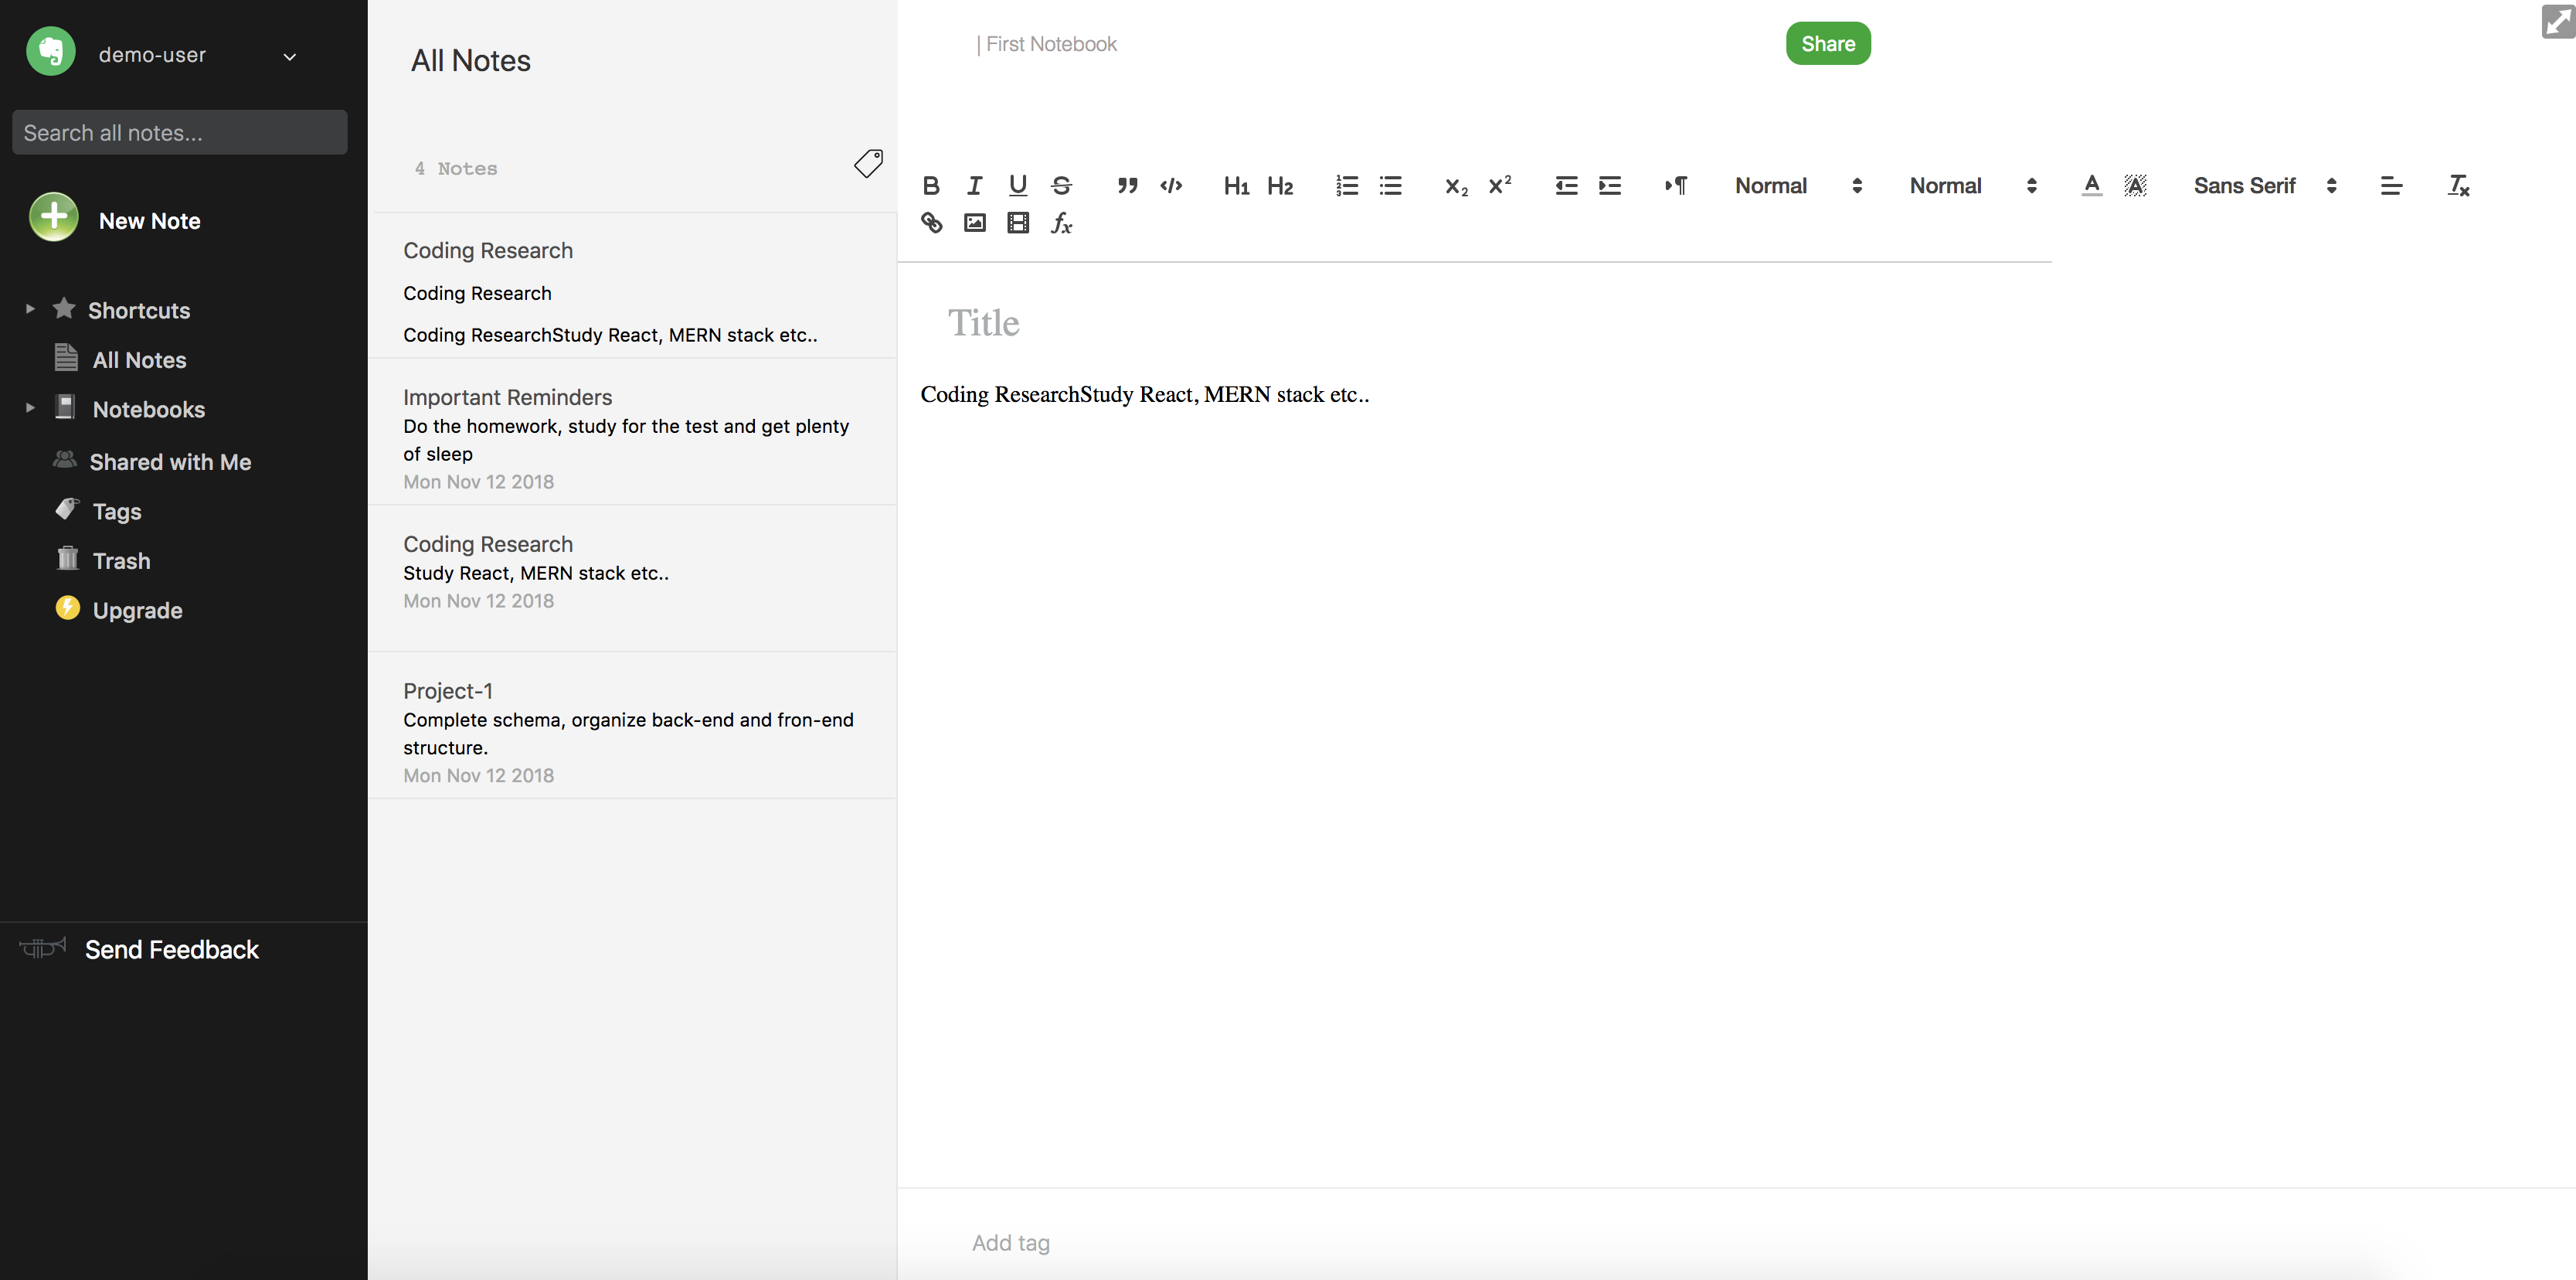 demo-user
Search all notes...
New Note
Shortcuts
All Notes
Notebooks
Shared with Me
Tags
Trash
Upgrade
Send Feedback
All Notes
4 Notes
Coding Research
Coding Research
Coding ResearchStudy React, MERN stack etc..
Important Reminders
Do the homework, study for the test and get plenty
of sleep
Mon Nov 12 2018
Coding Research
Study React, MERN stack etc..
Mon Nov 12 2018
Project-1
Complete schema, organize back-end and fron-end
structure.
Mon Nov 12 2018
| First Notebook
Share
B I U S H1 H2 x2 x2 Normal Normal A A Sans Serif Tx
fx
Title
Coding ResearchStudy React, MERN stack etc..
Add tag